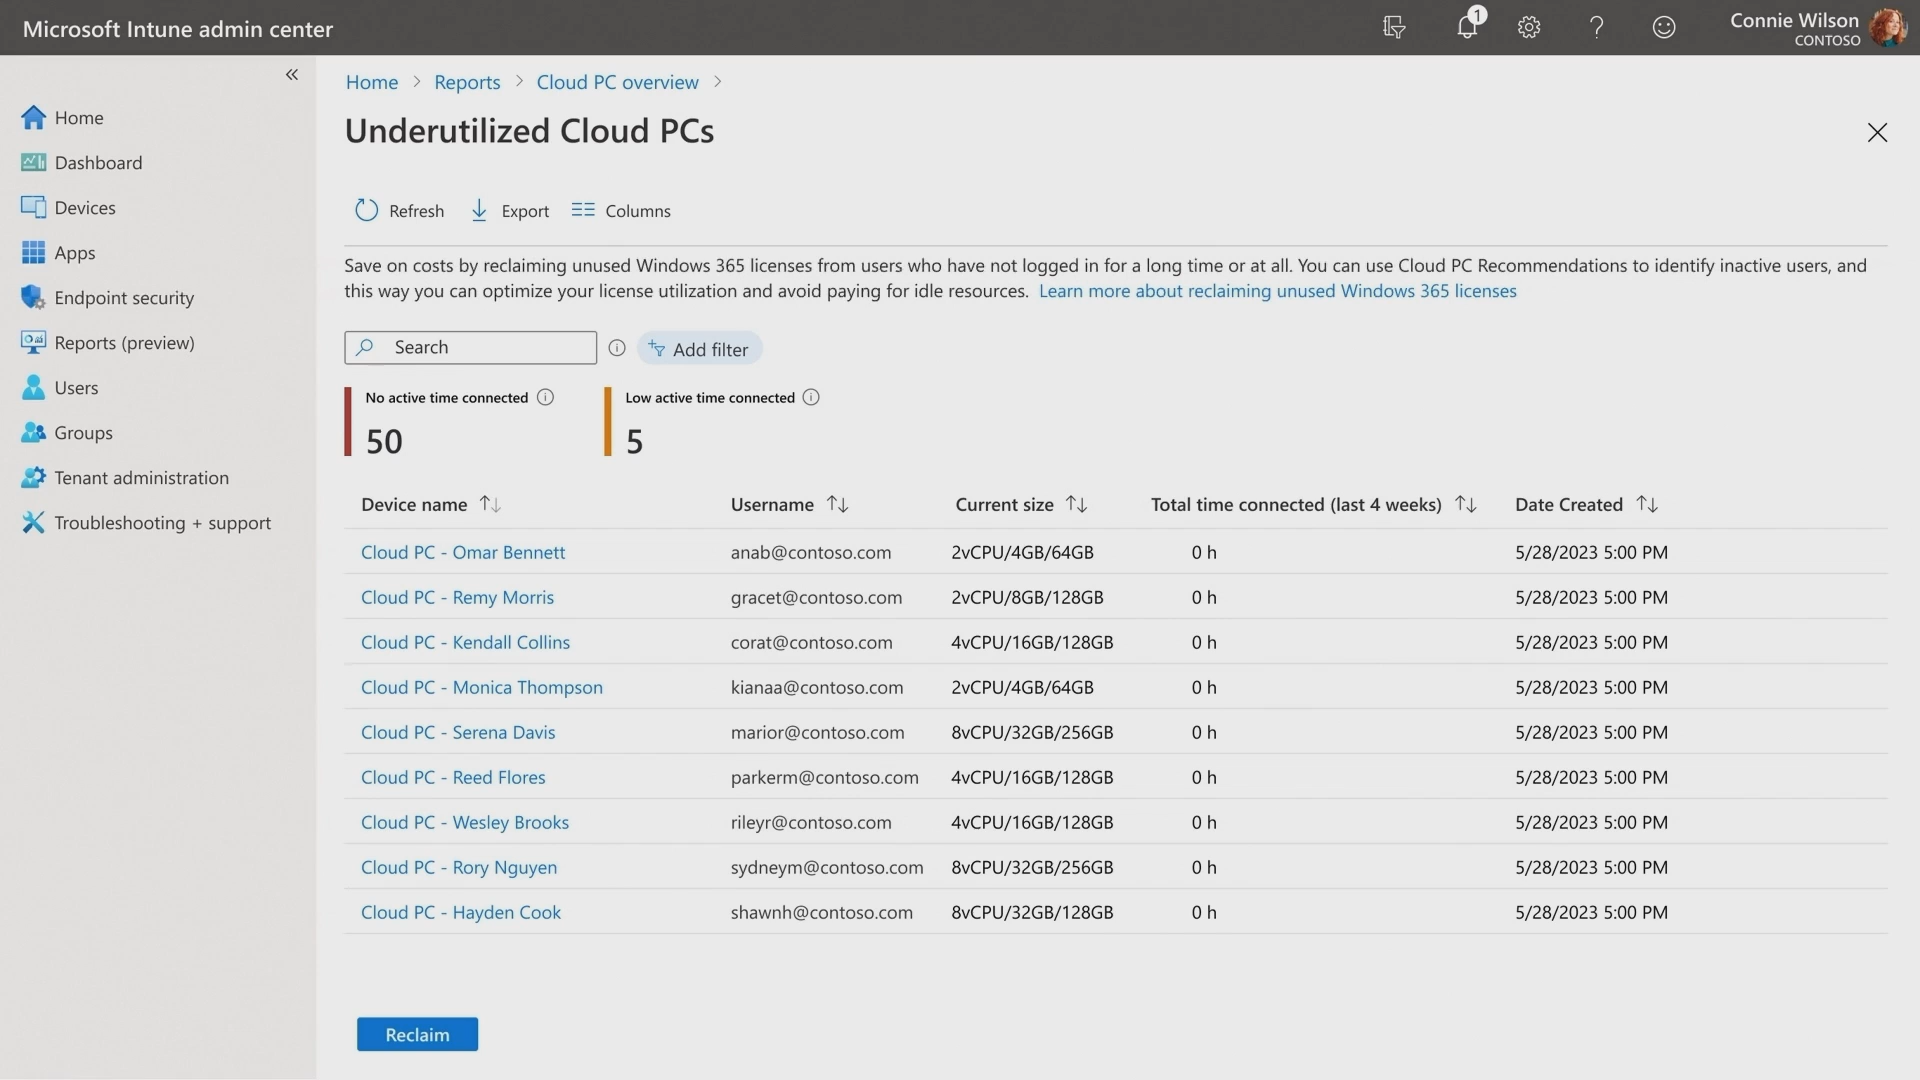 Microsoft Intune admin center
1
Connie Wilson
CONTOSO
Home
Dashboard
Devices
Apps
Endpoint security
Reports (preview)
Users
Groups
Tenant administration
Troubleshooting + support
Home > Reports > Cloud PC overview >
Underutilized Cloud PCs
Refresh Export Columns
Save on costs by reclaiming unused Windows 365 licenses from users who have not logged in for a long time or at all. You can use Cloud PC Recommendations to identify inactive users, and
this way you can optimize your license utilization and avoid paying for idle resources. Learn more about reclaiming unused Windows 365 licenses
Search Add filter
No active time connected Low active time connected
50 5
Device name Username Current size Total time connected (last 4 weeks) Date Created
Cloud PC - Omar Bennett anab@contoso.com 2vCPU/4GB/64GB 0 h 5/28/2023 5:00 PM
Cloud PC - Remy Morris gracet@contoso.com 2vCPU/8GB/128GB 0 h 5/28/2023 5:00 PM
Cloud PC - Kendall Collins corat@contoso.com 4vCPU/16GB/128GB 0 h 5/28/2023 5:00 PM
Cloud PC - Monica Thompson kianaa@contoso.com 2vCPU/4GB/64GB 0 h 5/28/2023 5:00 PM
Cloud PC - Serena Davis marior@contoso.com 8vCPU/32GB/256GB 0 h 5/28/2023 5:00 PM
Cloud PC - Reed Flores parkerm@contoso.com 4vCPU/16GB/128GB 0 h 5/28/2023 5:00 PM
Cloud PC - Wesley Brooks rileyr@contoso.com 4vCPU/16GB/128GB 0 h 5/28/2023 5:00 PM
Cloud PC - Rory Nguyen sydneym@contoso.com 8vCPU/32GB/256GB 0 h 5/28/2023 5:00 PM
Cloud PC - Hayden Cook shawnh@contoso.com 8vCPU/32GB/128GB 0 h 5/28/2023 5:00 PM
Reclaim